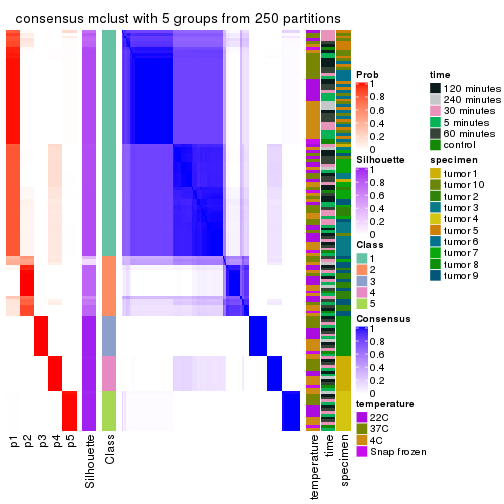 consensus mclust with 5 groups from 250 partitions
Prob
1
0.8
0.6
0.4
0.2
0
Silhouette
1
0.8
0.6
0.4
0.2
0
Class
1
2
3
4
5
Consensus
1
0.8
0.6
0.4
0.2
0
temperature
22C
37C
4C
Snap frozen
time
120 minutes
240 minutes
30 minutes
5 minutes
60 minutes
control
specimen
tumor 1
tumor 10
tumor 2
tumor 3
tumor 4
tumor 5
tumor 6
tumor 7
tumor 8
tumor 9
p1
p2
p3
p4
p5
Silhouette
Class
temperature
time
specimen